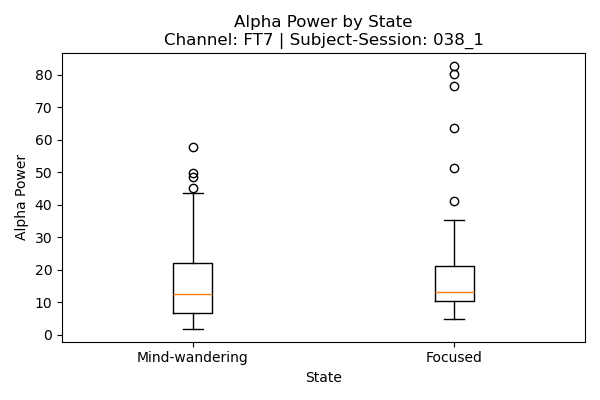 Alpha Power by State
Channel: FT7 | Subject-Session: 038_1
Alpha Power
80
70
60
50
40
30
20
10
0
Mind-wandering
Focused
State